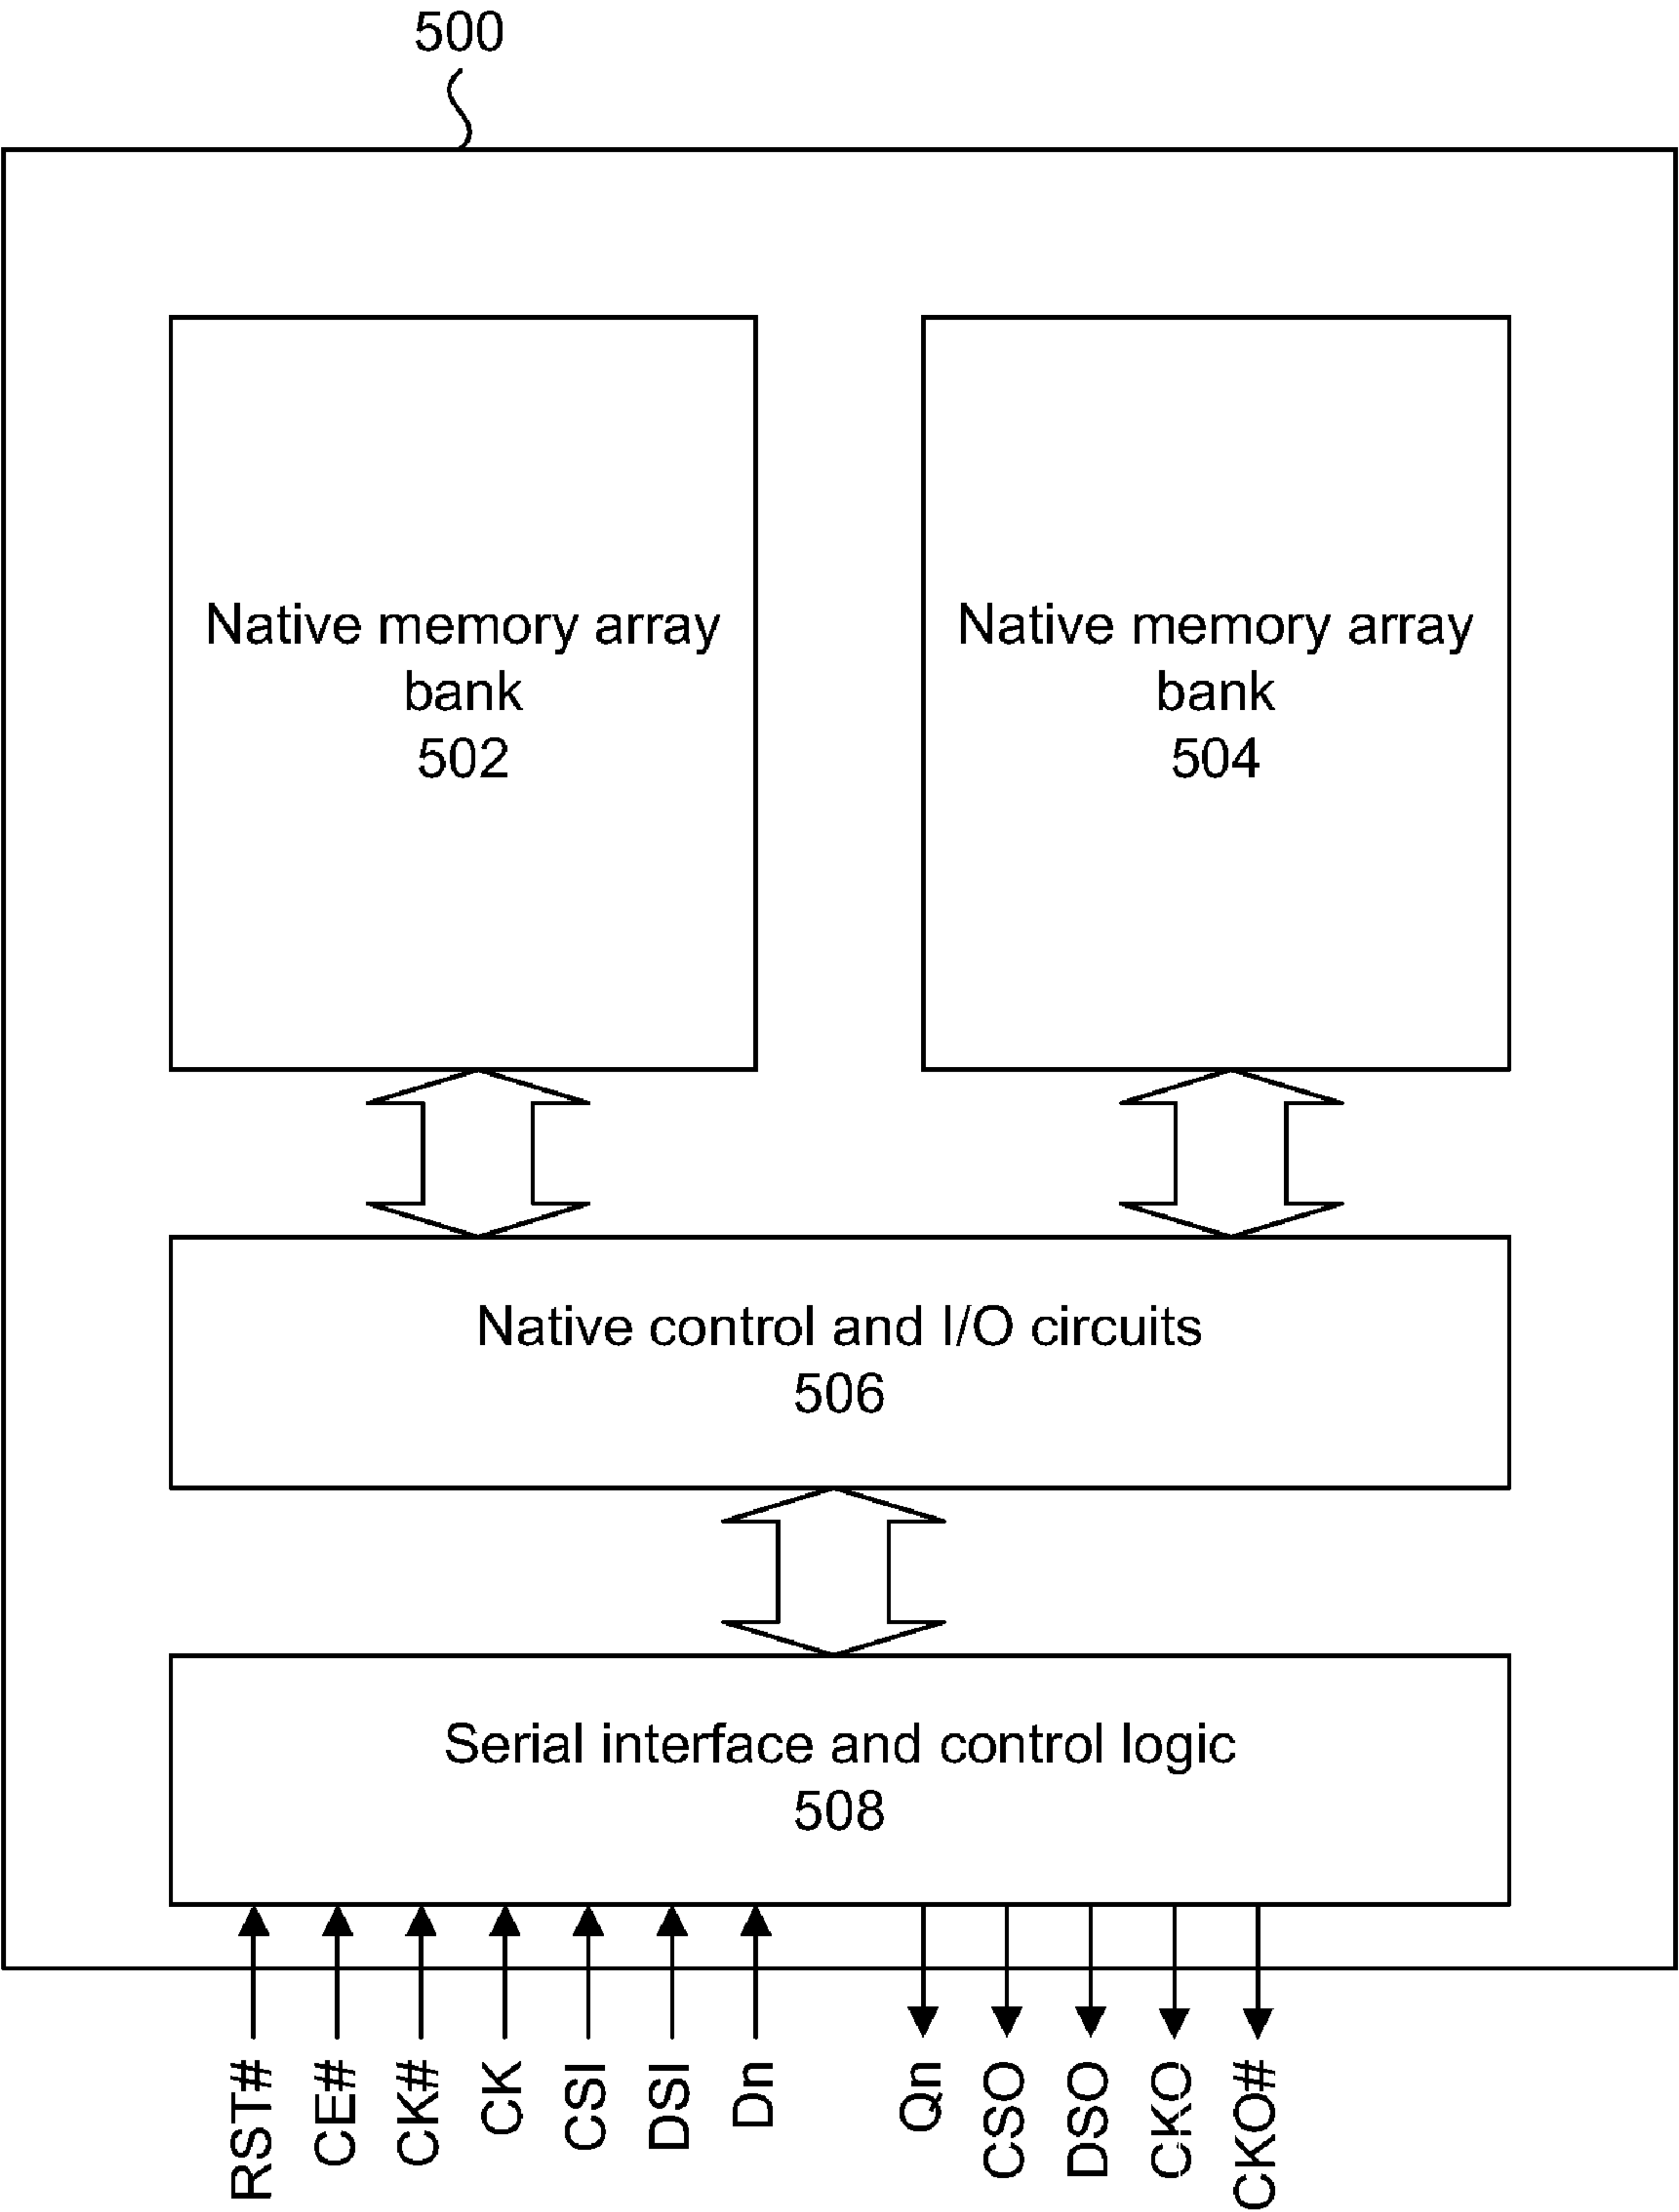 500
Native memory array
bank
502
Native memory array
bank
504
Native control and I/O circuits
506
Serial interface and control logic
508
RST#
CE#
CK#
CK
CSI
DSI
Dn
Qn
CSO
DSO
CKO
CKO#